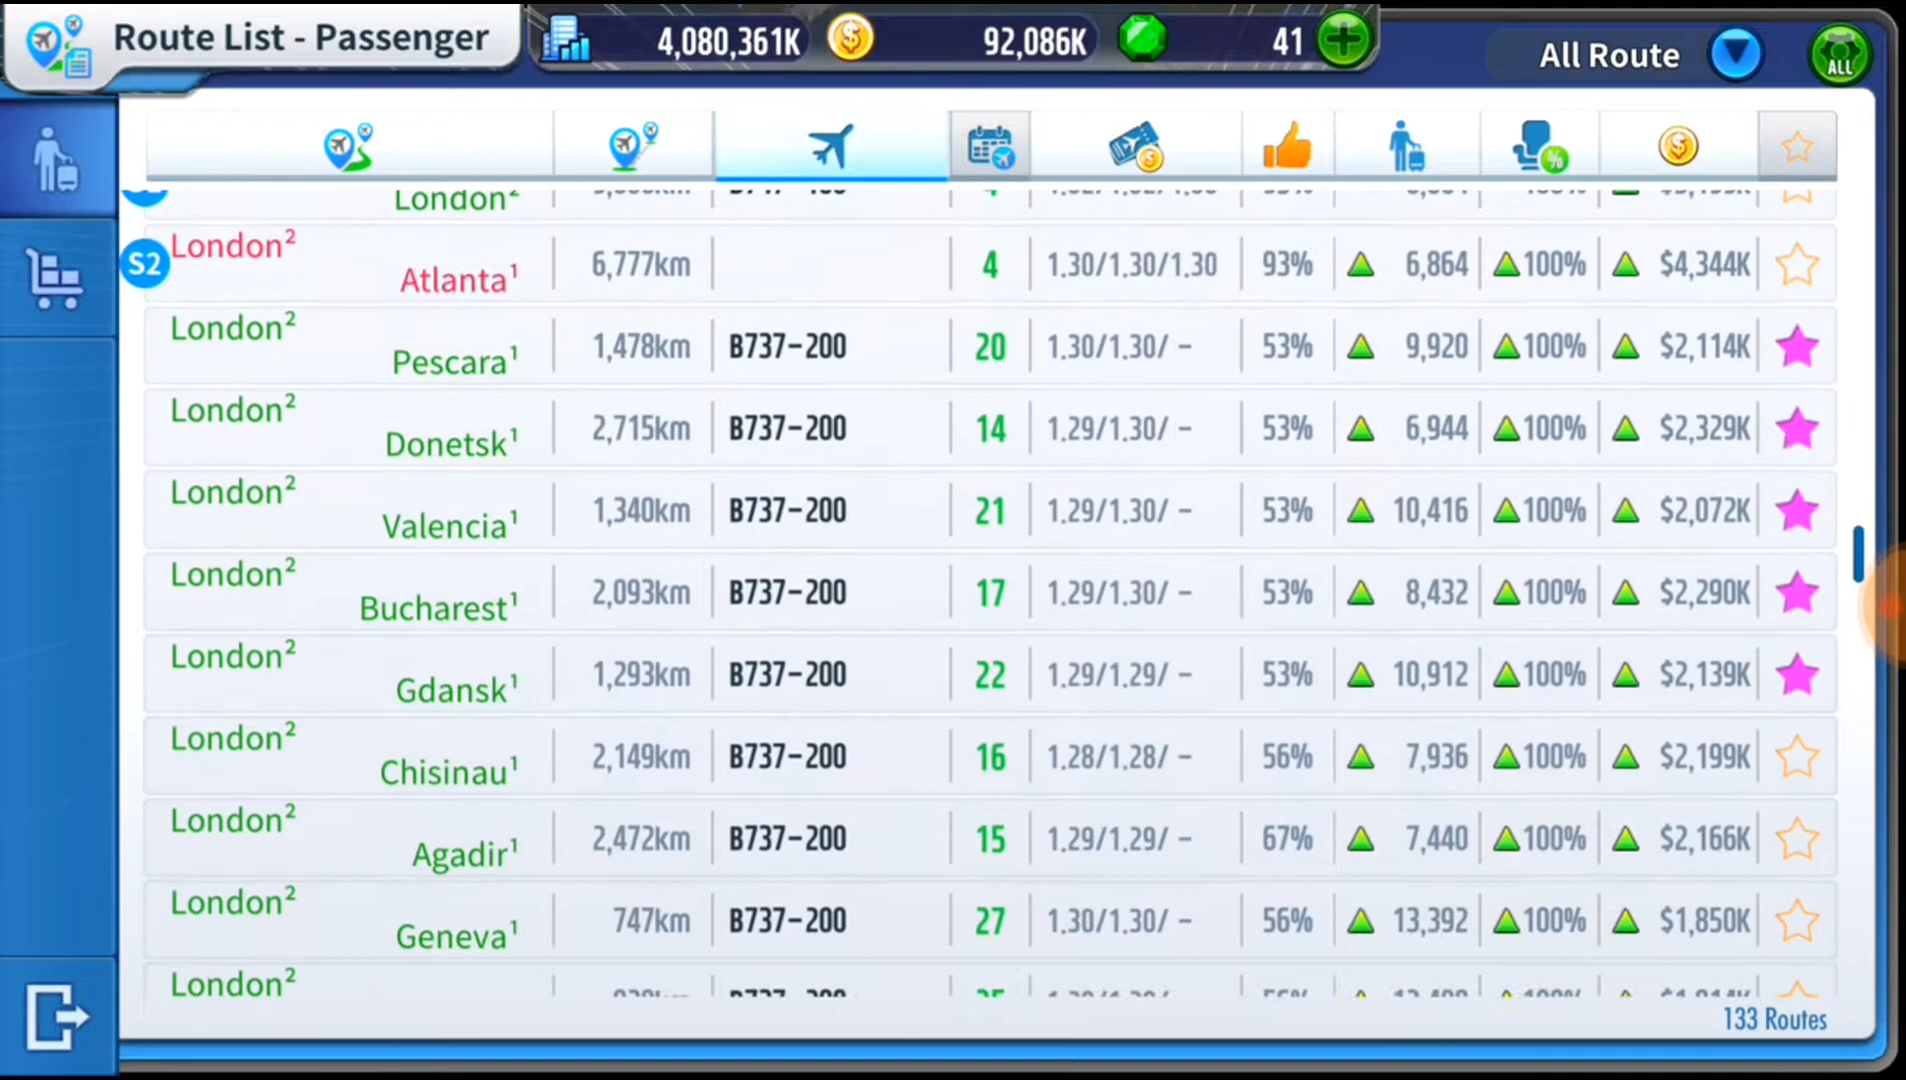 Route List - Passenger
4,080,361K
92,086K
41
All Route
ALL
London²
S2
London²
Atlanta¹
6,777km
4
1.30/1.30/1.30
93%
6,864
100%
$4,344K
London²
Pescara¹
1,478km
B737-200
20
1.30/1.30/ -
53%
9,920
100%
$2,114K
London²
Donetsk¹
2,715km
B737-200
14
1.29/1.30/ -
53%
6,944
100%
$2,329K
London²
Valencia¹
1,340km
B737-200
21
1.29/1.30/ -
53%
10,416
100%
$2,072K
London²
Bucharest¹
2,093km
B737-200
17
1.29/1.30/ -
53%
8,432
100%
$2,290K
London²
Gdansk¹
1,293km
B737-200
22
1.29/1.29/ -
53%
10,912
100%
$2,139K
London²
Chisinau¹
2,149km
B737-200
16
1.28/1.28/ -
56%
7,936
100%
$2,199K
London²
Agadir¹
2,472km
B737-200
15
1.29/1.29/ -
67%
7,440
100%
$2,166K
London²
Geneva¹
747km
B737-200
27
1.30/1.30/ -
56%
13,392
100%
$1,850K
London²
133 Routes